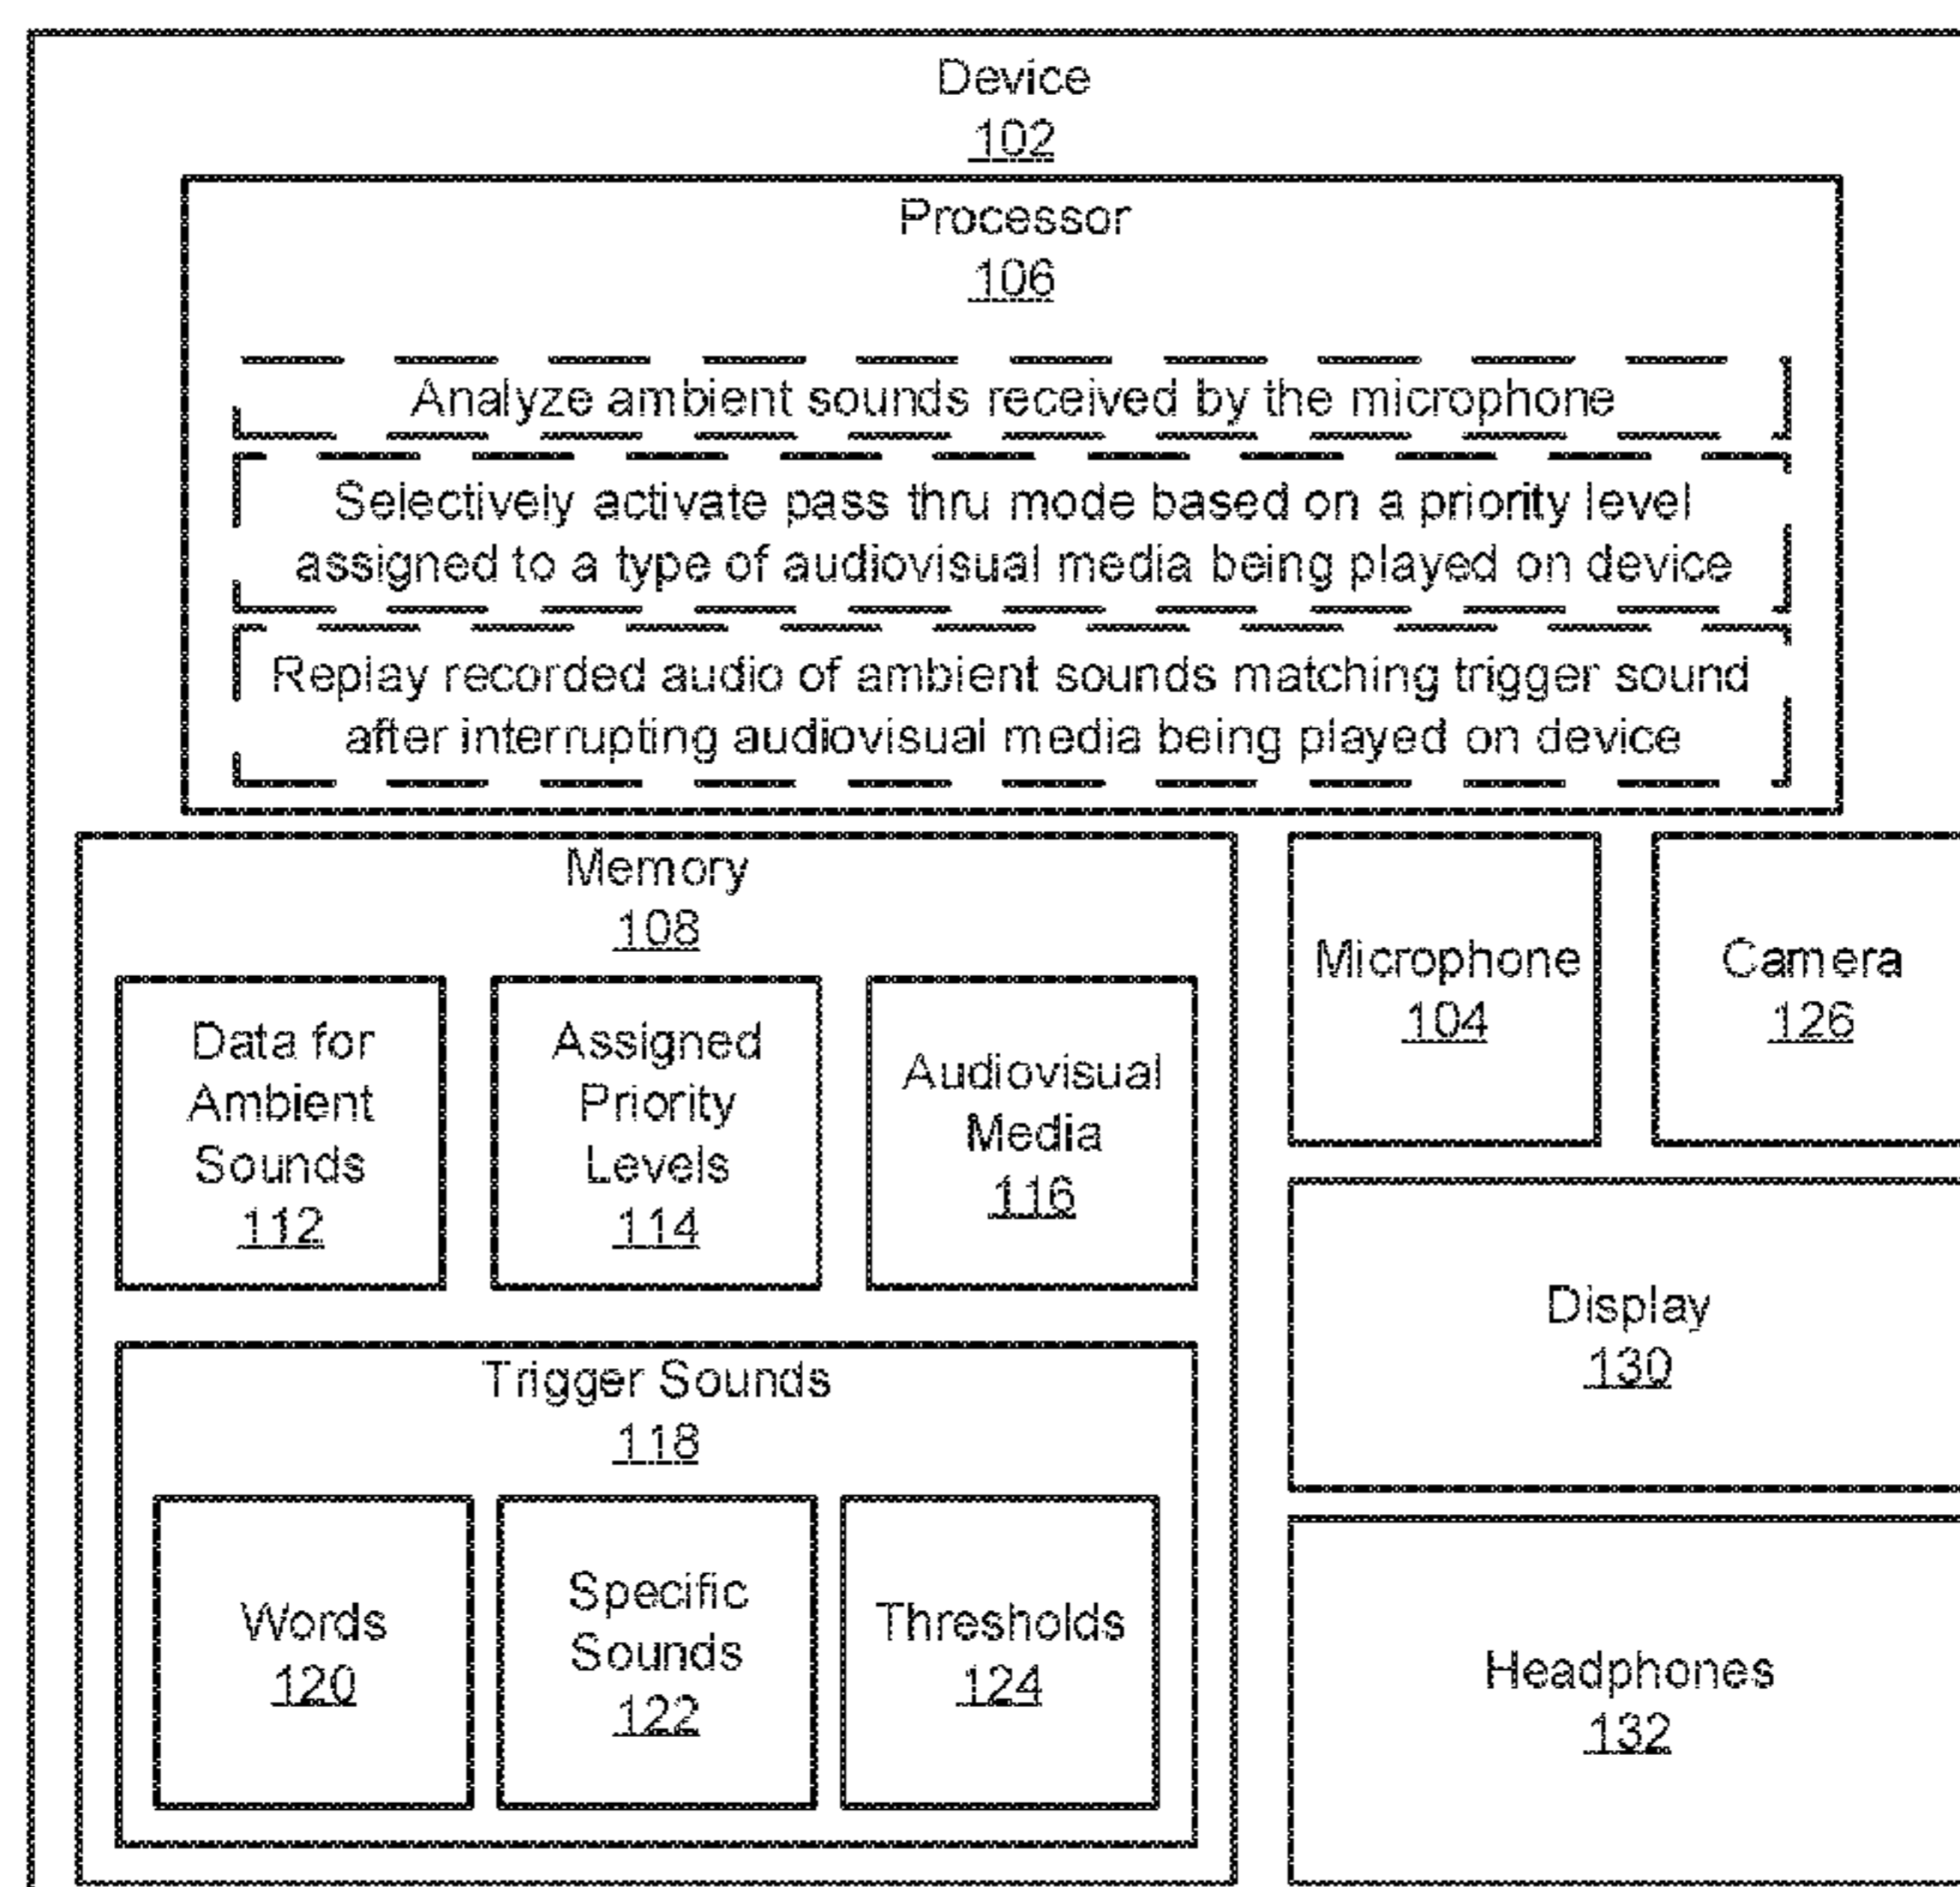 Device
102
Processor
106
Analyze ambient sounds received by the microphone
Selectively activate pass thru mode based on a priority level
assigned to a type of audiovisual media being played on device
Replay recorded audio of ambient sounds matching trigger sound
after interrupting audiovisual media being played on device
Memory
108
Data for
Ambient
Sounds
112
Assigned
Priority
Levels
114
Audiovisual
Media
116
Trigger Sounds
118
Words
120
Specific
Sounds
122
Thresholds
124
Microphone
104
Camera
126
Display
130
Headphones
132